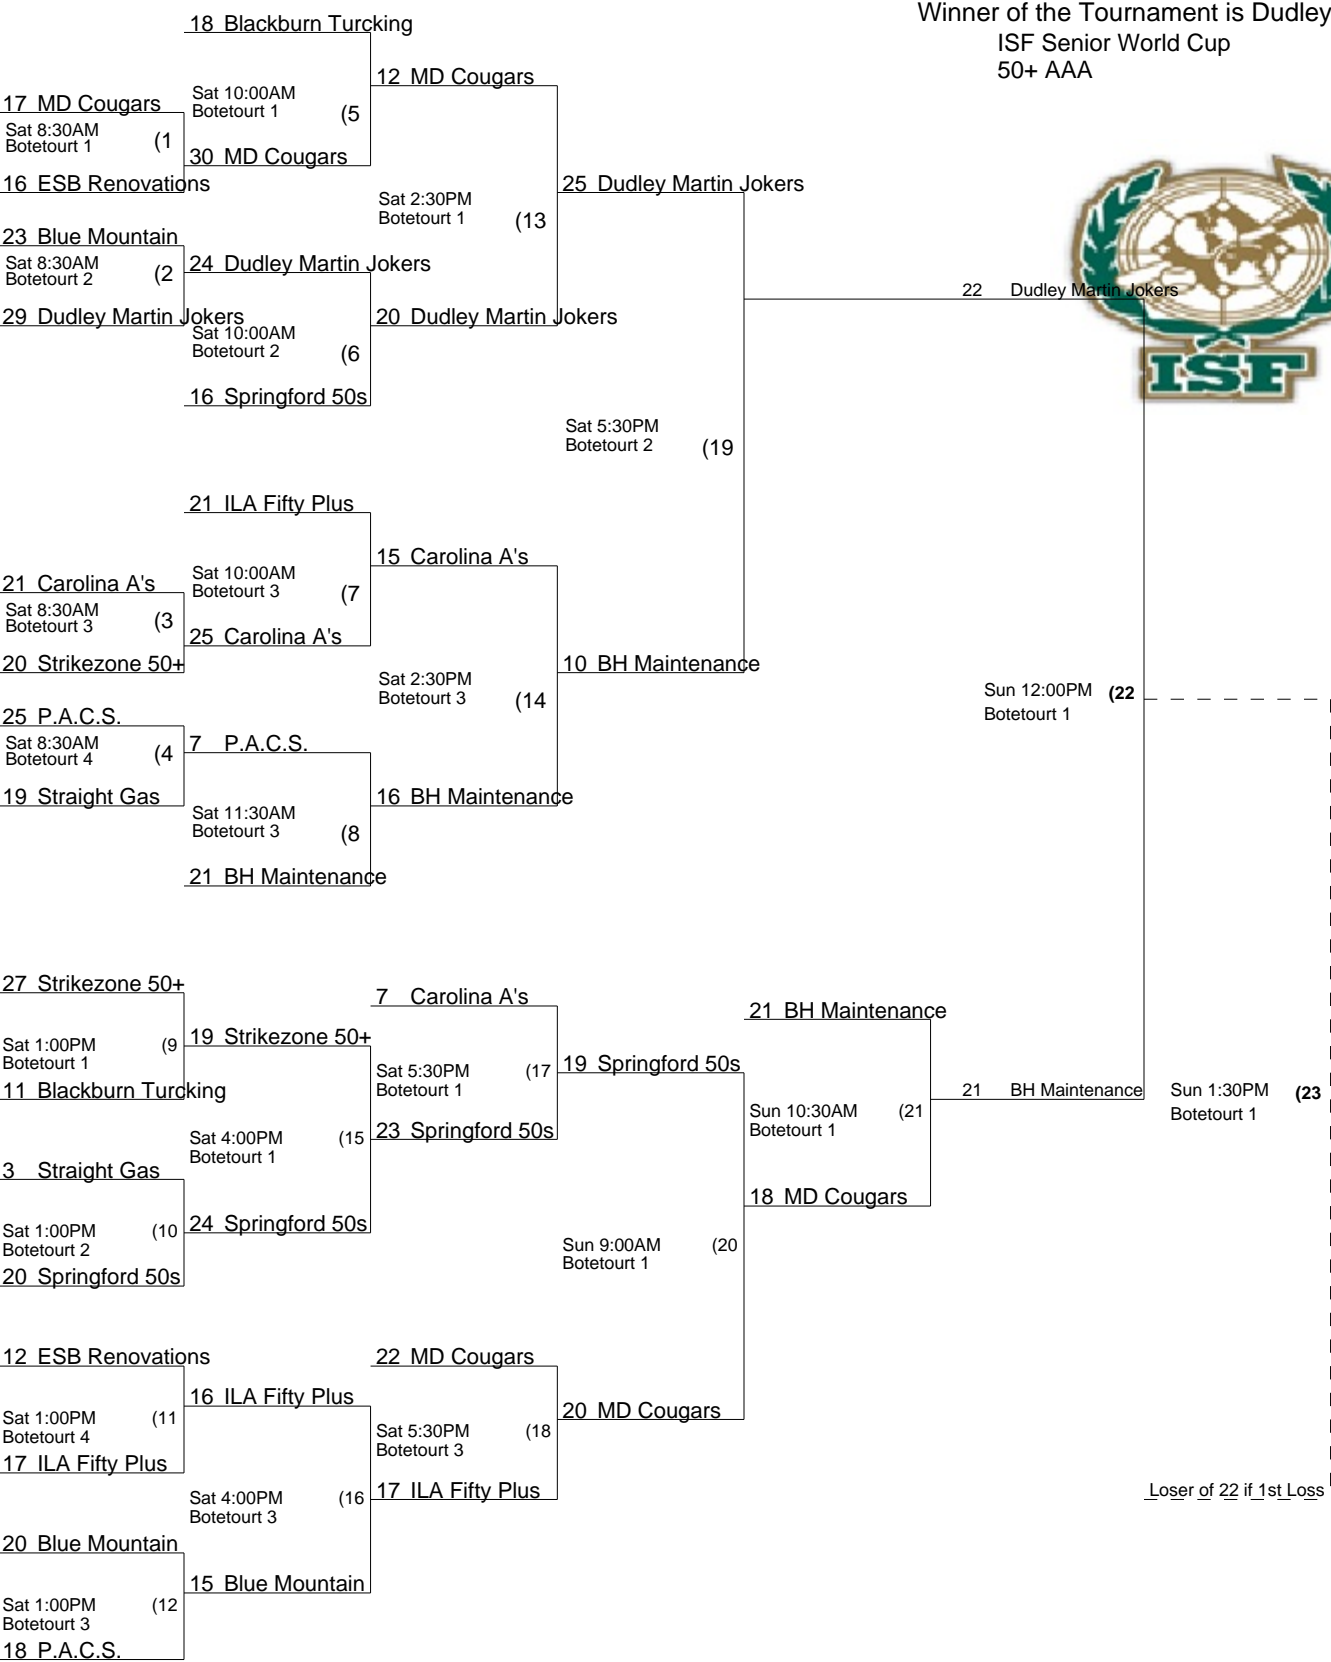 Winner of the Tournament is Dudley
ISF Senior World Cup
50+ AAA
ISF
18 Blackburn Turcking
12 MD Cougars
17 MD Cougars
Sat 10:00AM
Botetourt 1 (5
Sat 8:30AM
Botetourt 1 (1
30 MD Cougars
16 ESB Renovations
25 Dudley Martin Jokers
Sat 2:30PM
Botetourt 1 (13
23 Blue Mountain
Sat 8:30AM
Botetourt 2 (2
24 Dudley Martin Jokers
22 Dudley Martin Jokers
29 Dudley Martin Jokers
20 Dudley Martin Jokers
Sat 10:00AM
Botetourt 2 (6
16 Springford 50s
Sat 5:30PM
Botetourt 2 (19
21 ILA Fifty Plus
15 Carolina A's
21 Carolina A's
Sat 10:00AM
Botetourt 3 (7
Sat 8:30AM
Botetourt 3 (3
25 Carolina A's
20 Strikezone 50+
10 BH Maintenance
Sat 2:30PM
Botetourt 3 (14
Sun 12:00PM (22
Botetourt 1
25 P.A.C.S.
Sat 8:30AM
Botetourt 4 (4
7 P.A.C.S.
19 Straight Gas
16 BH Maintenance
Sat 11:30AM
Botetourt 3 (8
21 BH Maintenance
27 Strikezone 50+
7 Carolina A's
21 BH Maintenance
Sat 1:00PM (9
Botetourt 1
19 Strikezone 50+
19 Springford 50s
Sat 5:30PM (17
Botetourt 1
11 Blackburn Turcking
21 BH Maintenance
Sun 1:30PM (23
Botetourt 1
Sun 10:30AM (21
Botetourt 1
23 Springford 50s
Sat 4:00PM (15
Botetourt 1
3 Straight Gas
18 MD Cougars
24 Springford 50s
Sat 1:00PM (10
Botetourt 2
Sun 9:00AM (20
Botetourt 1
20 Springford 50s
12 ESB Renovations
22 MD Cougars
16 ILA Fifty Plus
20 MD Cougars
Sat 1:00PM (11
Botetourt 4
Sat 5:30PM (18
Botetourt 3
17 ILA Fifty Plus
17 ILA Fifty Plus
Loser of 22 if 1st Loss
Sat 4:00PM (16
Botetourt 3
20 Blue Mountain
15 Blue Mountain
Sat 1:00PM (12
Botetourt 3
18 P.A.C.S.